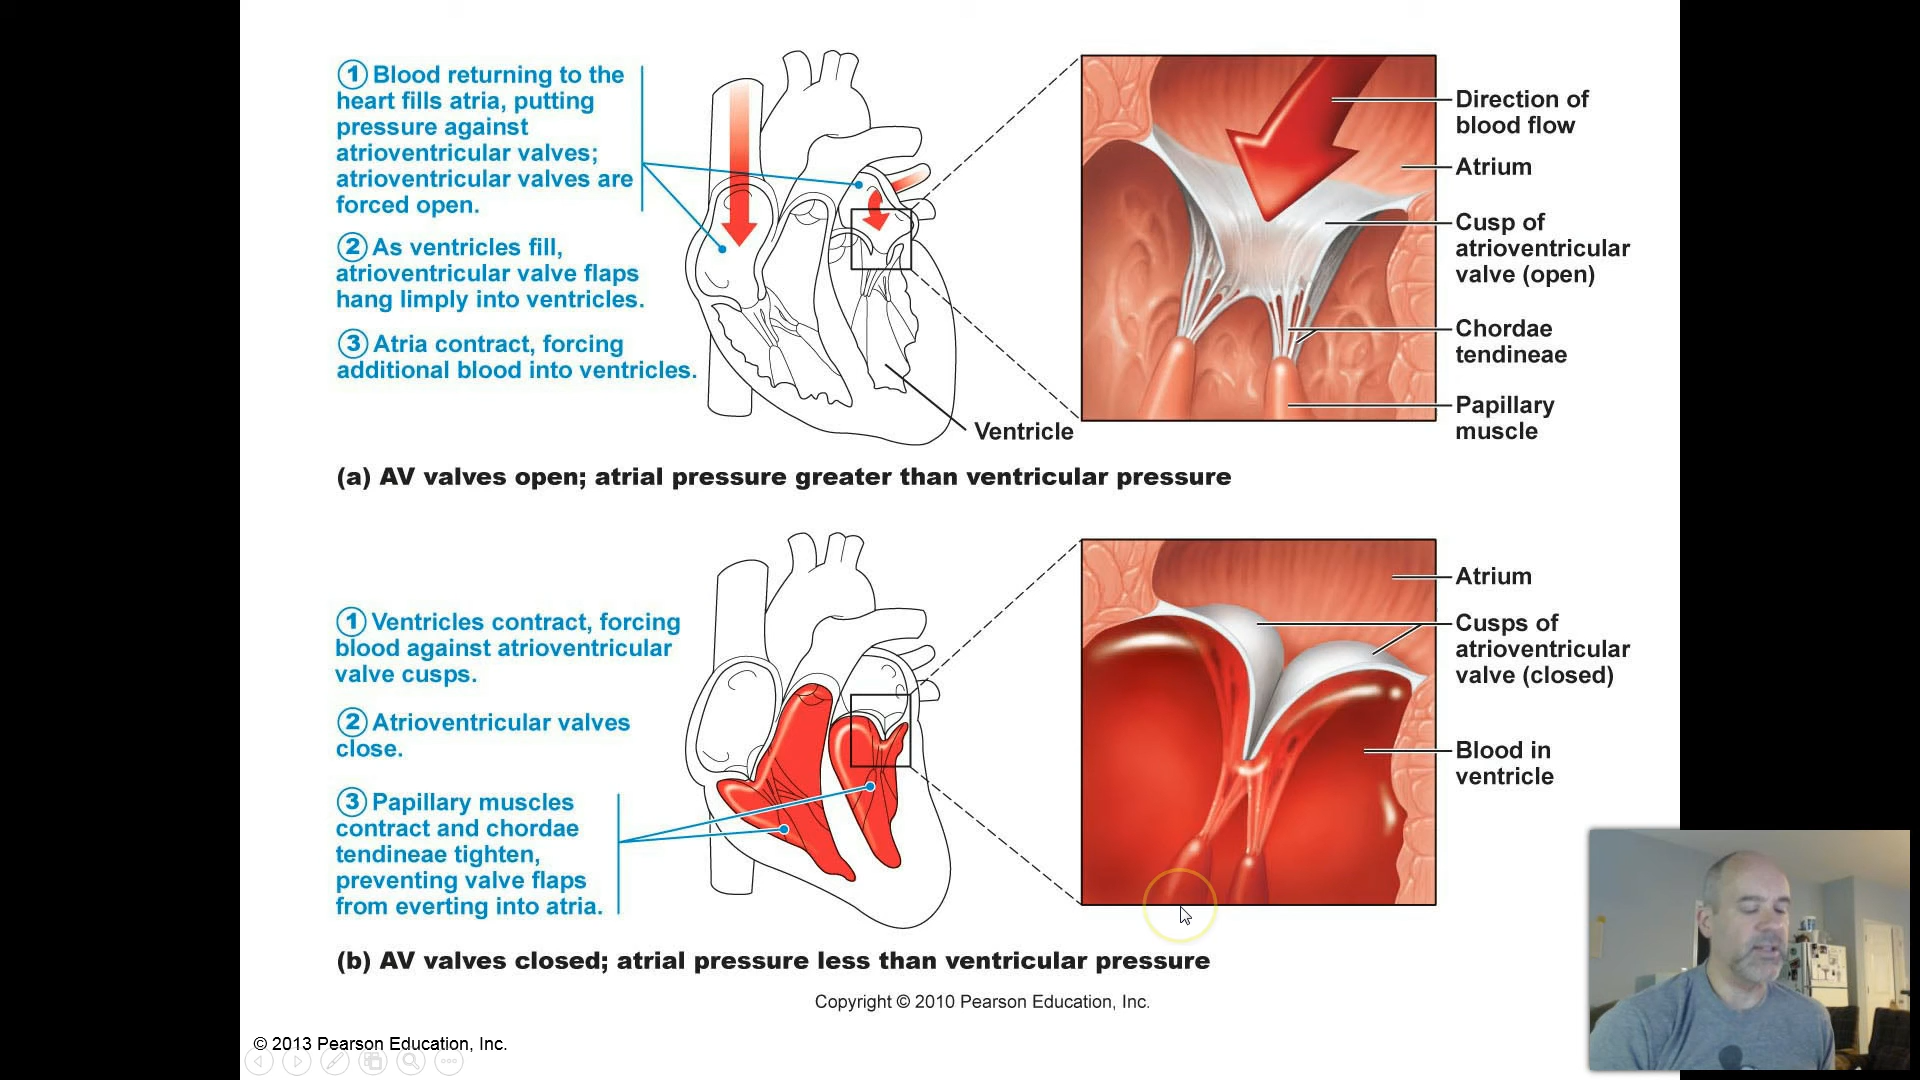 ① Blood returning to the
heart fills atria, putting
pressure against
atrioventricular valves;
atrioventricular valves are
forced open.
② As ventricles fill,
atrioventricular valve flaps
hang limply into ventricles.
③ Atria contract, forcing
additional blood into ventricles.
Direction of
blood flow
Atrium
Cusp of
atrioventricular
valve (open)
Chordae
tendineae
Papillary
muscle
Ventricle
(a) AV valves open; atrial pressure greater than ventricular pressure
① Ventricles contract, forcing
blood against atrioventricular
valve cusps.
② Atrioventricular valves
close.
③ Papillary muscles
contract and chordae
tendineae tighten,
preventing valve flaps
from everting into atria.
Atrium
Cusps of
atrioventricular
valve (closed)
Blood in
ventricle
(b) AV valves closed; atrial pressure less than ventricular pressure
Copyright © 2010 Pearson Education, Inc.
© 2013 Pearson Education, Inc.